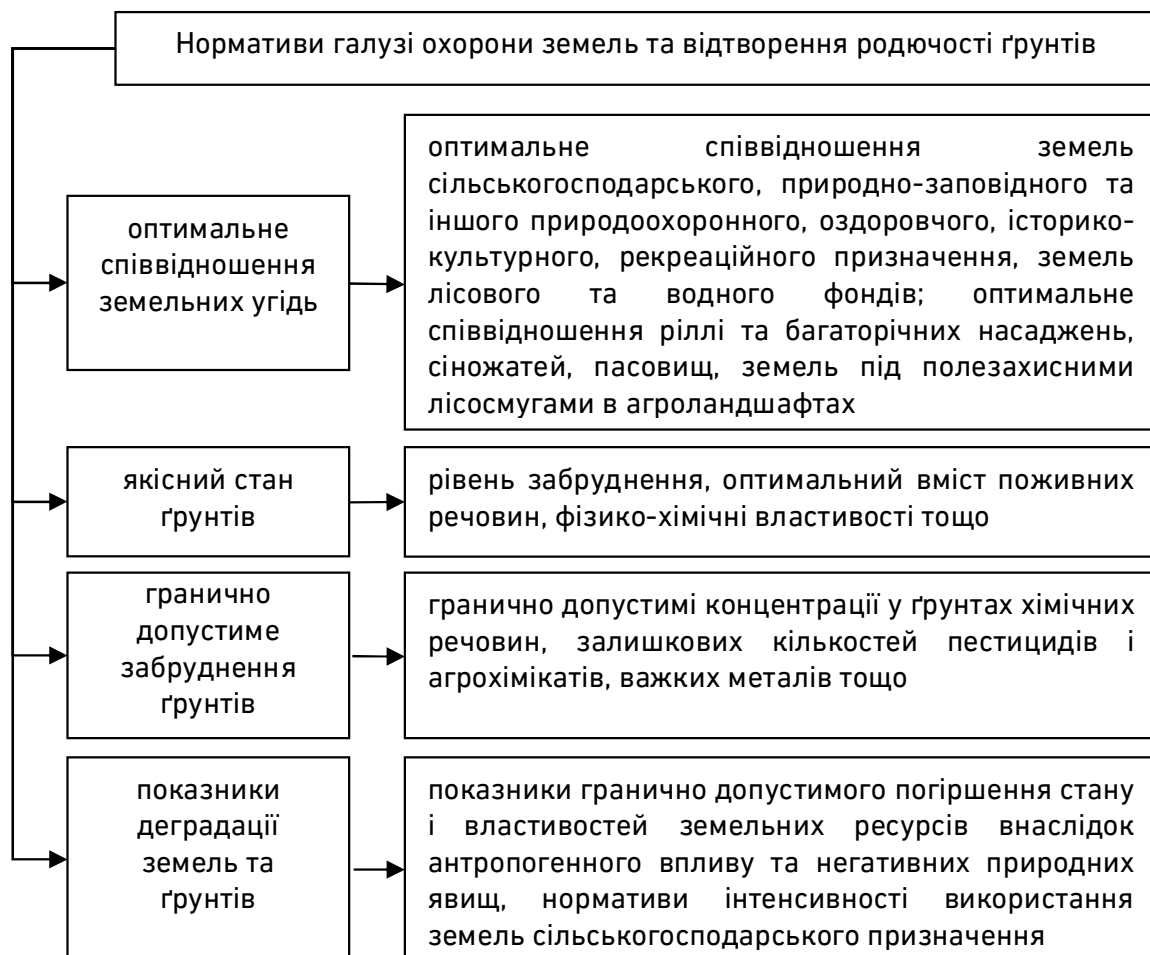 Нормативи галузі охорони земель та відтворення родючості ґрунтів
оптимальне
співвідношення
земельних угідь
оптимальне співвідношення земель
сільськогосподарського, природно-заповідного та
іншого природоохоронного, оздоровчого, історико-
культурного, рекреаційного призначення, земель
лісового та водного фондів; оптимальне
співвідношення ріллі та багаторічних насаджень,
сіножатей, пасовищ, земель під полезахисними
лісосмугами в агроландшафтах
якісний стан
ґрунтів
рівень забруднення, оптимальний вміст поживних
речовин, фізико-хімічні властивості тощо
гранично
допустиме
забруднення
ґрунтів
гранично допустимі концентрації у ґрунтах хімічних
речовин, залишкових кількостей пестицидів і
агрохімікатів, важких металів тощо
показники
деградації
земель та
ґрунтів
показники гранично допустимого погіршення стану
і властивостей земельних ресурсів внаслідок
антропогенного впливу та негативних природних
явищ, нормативи інтенсивності використання
земель сільськогосподарського призначення